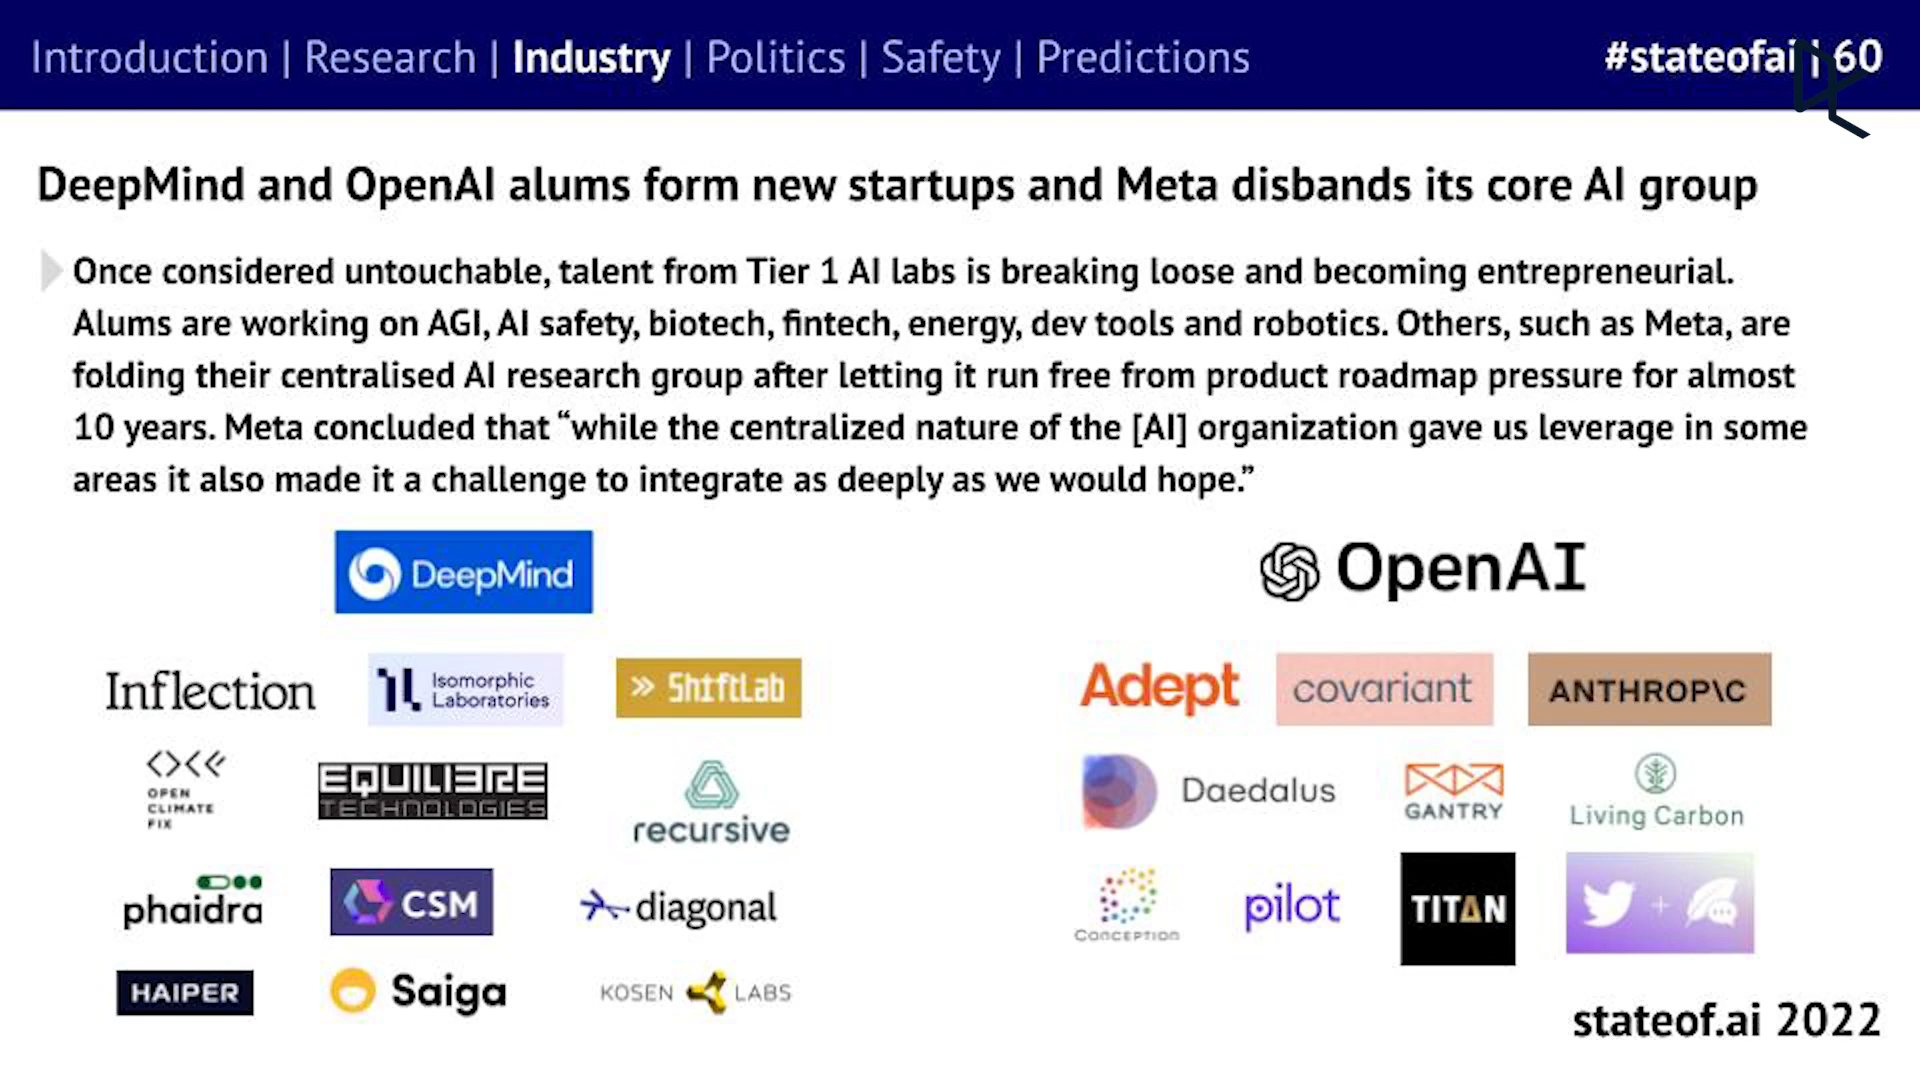 Introduction | Research | Industry | Politics | Safety | Predictions
#stateofai | 60
DeepMind and OpenAI alums form new startups and Meta disbands its core AI group
Once considered untouchable, talent from Tier 1 AI labs is breaking loose and becoming entrepreneurial.
Alums are working on AGI, AI safety, biotech, fintech, energy, dev tools and robotics. Others, such as Meta, are
folding their centralised AI research group after letting it run free from product roadmap pressure for almost
10 years. Meta concluded that “while the centralized nature of the [AI] organization gave us leverage in some
areas it also made it a challenge to integrate as deeply as we would hope.”
DeepMind
OpenAI
Inflection
Isomorphic
Laboratories
ShiftLab
Adept
covariant
ANTHROP\C
OPEN
CLIMATE
FIX
EQUILIBRE
TECHNOLOGIES
recursive
Daedalus
GANTRY
Living Carbon
phaidra
CSM
diagonal
CONCEPTION
pilot
TITAN
+
HAIPER
Saiga
KOSEN LABS
stateof.ai 2022